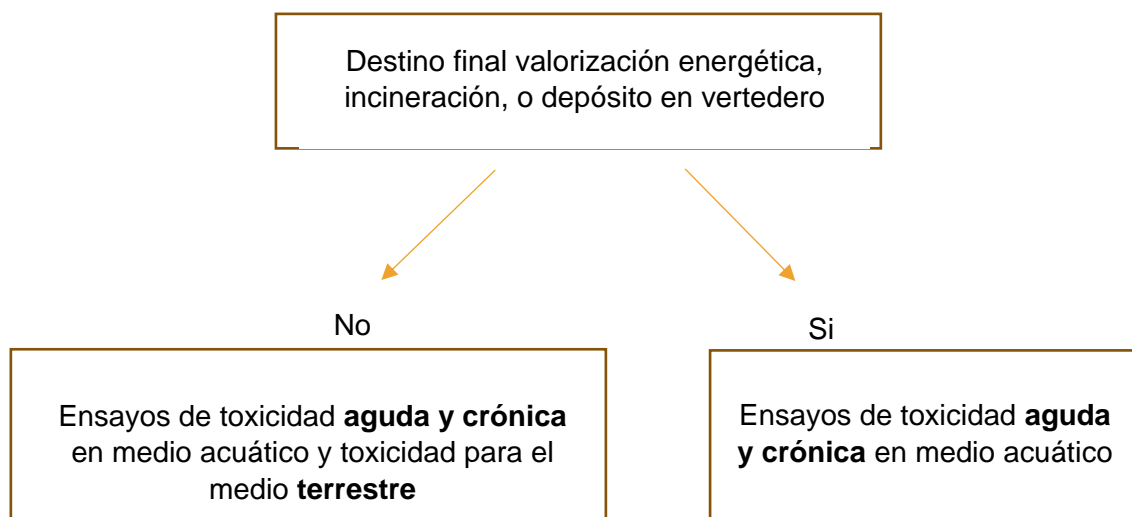 Destino final valorización energética,
incineración, o depósito en vertedero
No
Si
Ensayos de toxicidad aguda y crónica
en medio acuático y toxicidad para el
medio terrestre
Ensayos de toxicidad aguda
y crónica en medio acuático